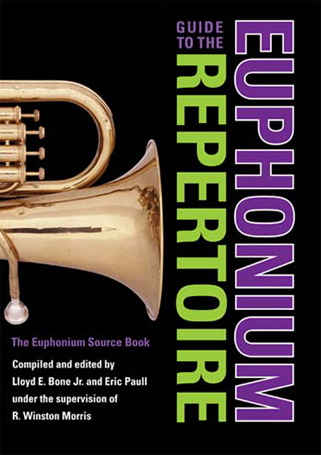 GUIDE
TO THE
EUPHONIUM
REPERTOIRE
The Euphonium Source Book
Compiled and edited by
Lloyd E. Bone Jr. and Eric Paull
under the supervision of
R. Winston Morris